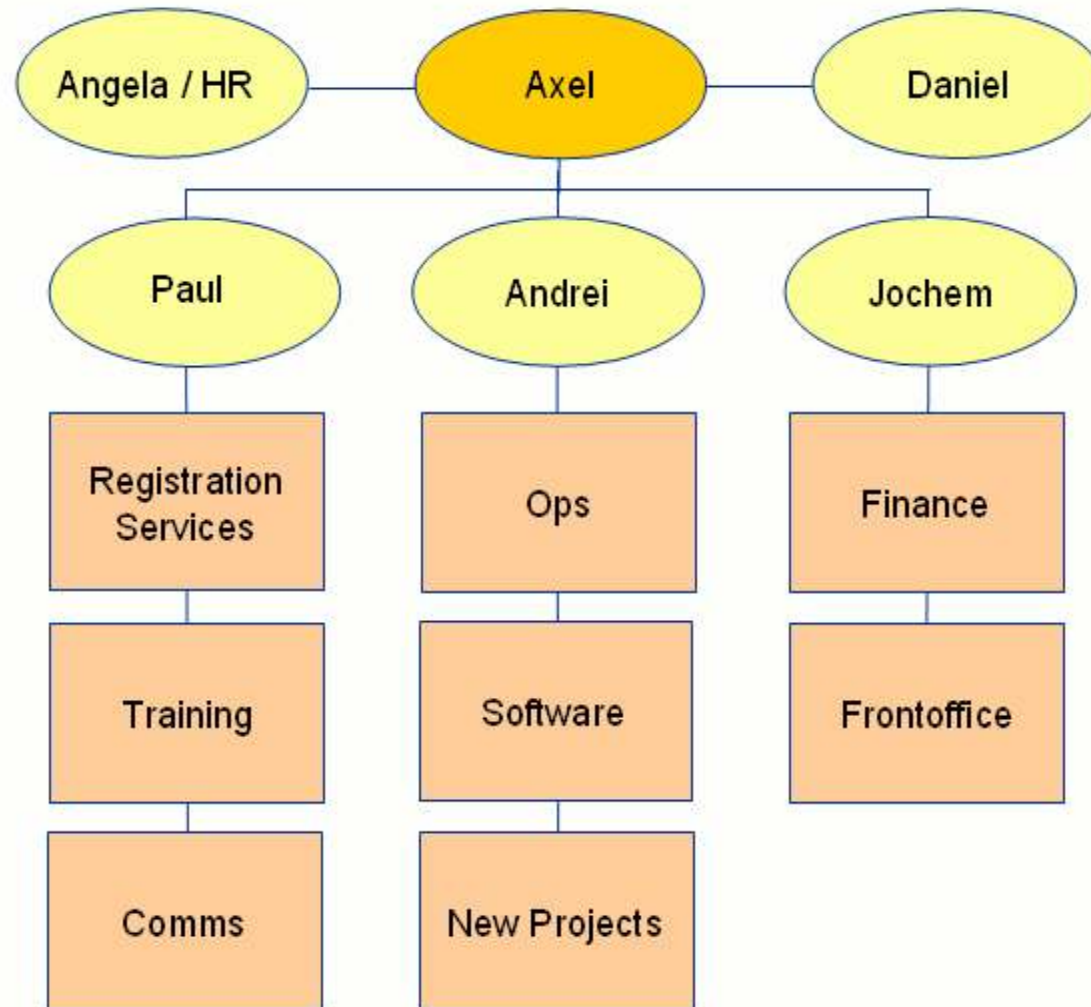 Angela / HR
Axel
Daniel
Paul
Andrei
Jochem
Registration
Services
Ops
Finance
Training
Software
Frontoffice
Comms
New Projects